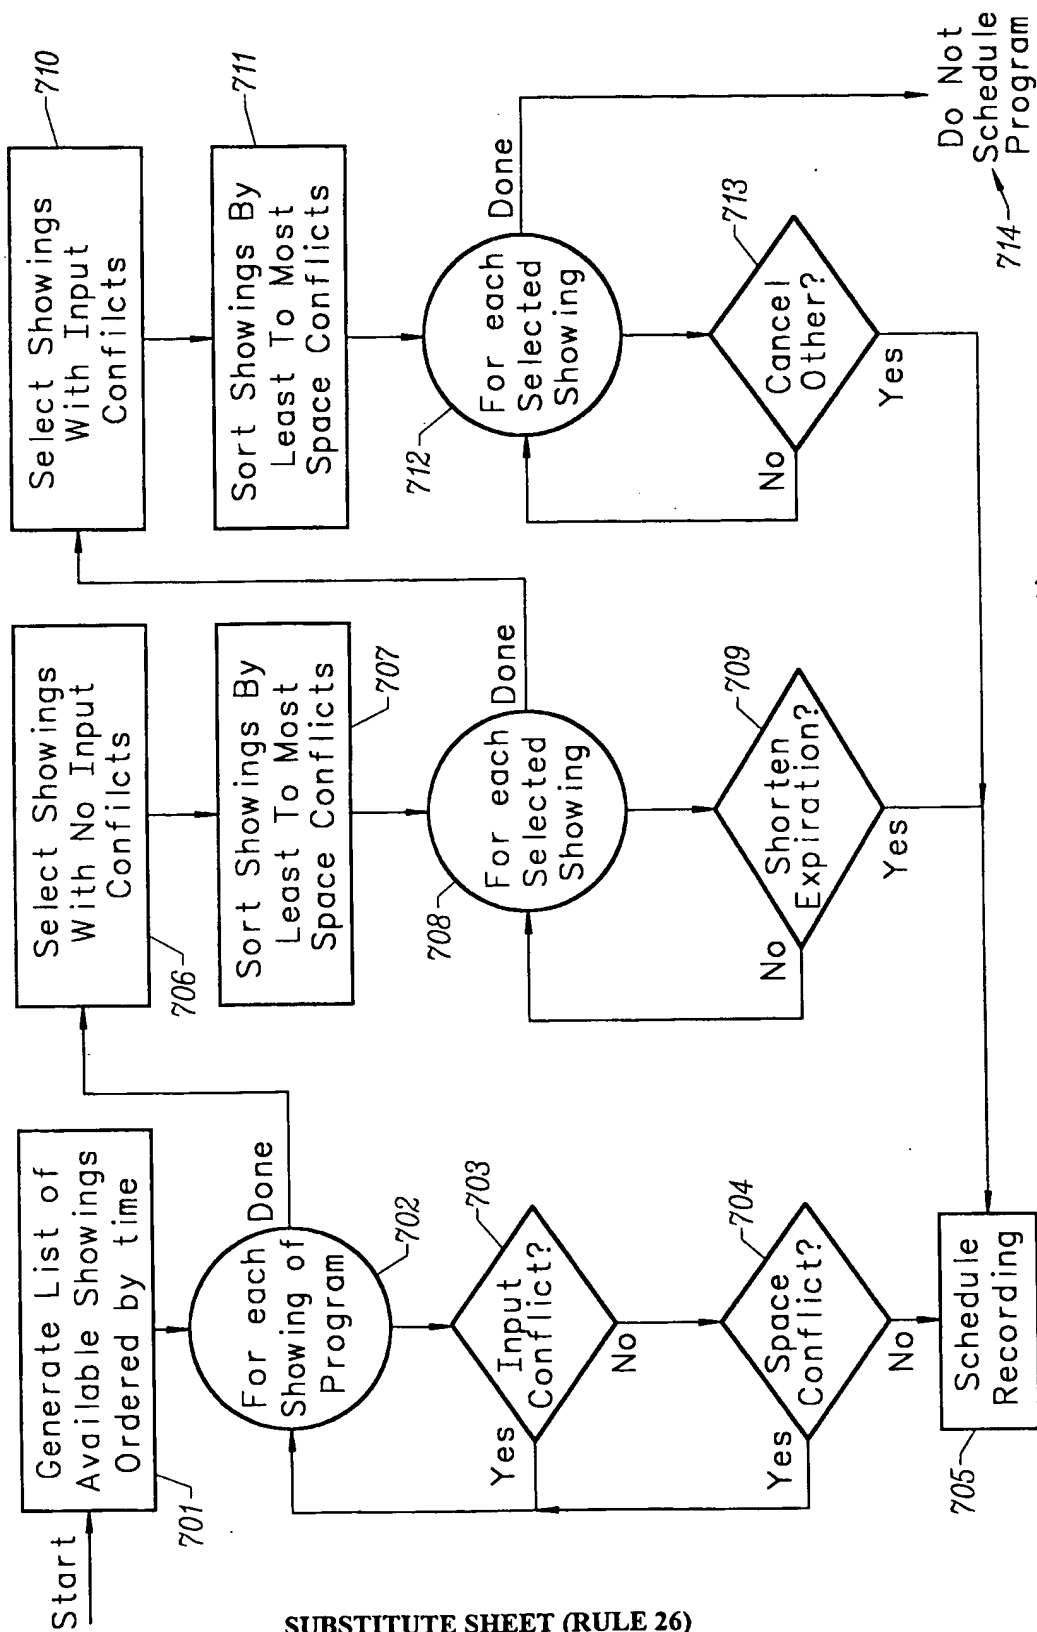 Start
Generate List of
Available Showings
Ordered by time
701
For each
Showing of
Program
702
Done
Input
Conflict?
703
Yes
No
Space
Conflict?
704
Yes
No
Schedule
Recording
705
Select Showings
With No Input
Confilcts
706
Sort Showings By
Least To Most
Space Conflicts
707
For each
Selected
Showing
708
Done
Shorten
Expiration?
709
No
Yes
Select Showings
With Input
Confilcts
710
Sort Showings By
Least To Most
Space Conflicts
711
For each
Selected
Showing
712
Done
Cancel
Other?
713
No
Yes
Do Not
Schedule
Program
714
SUBSTITUTE SHEET (RULE 26)